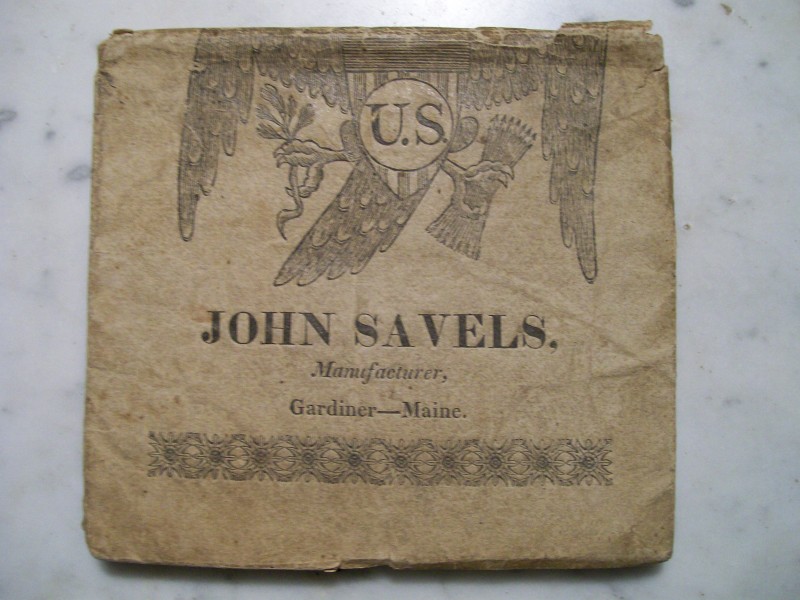 U.S.
JOHN SAVELS,
Manufacturer,
Gardiner—Maine.